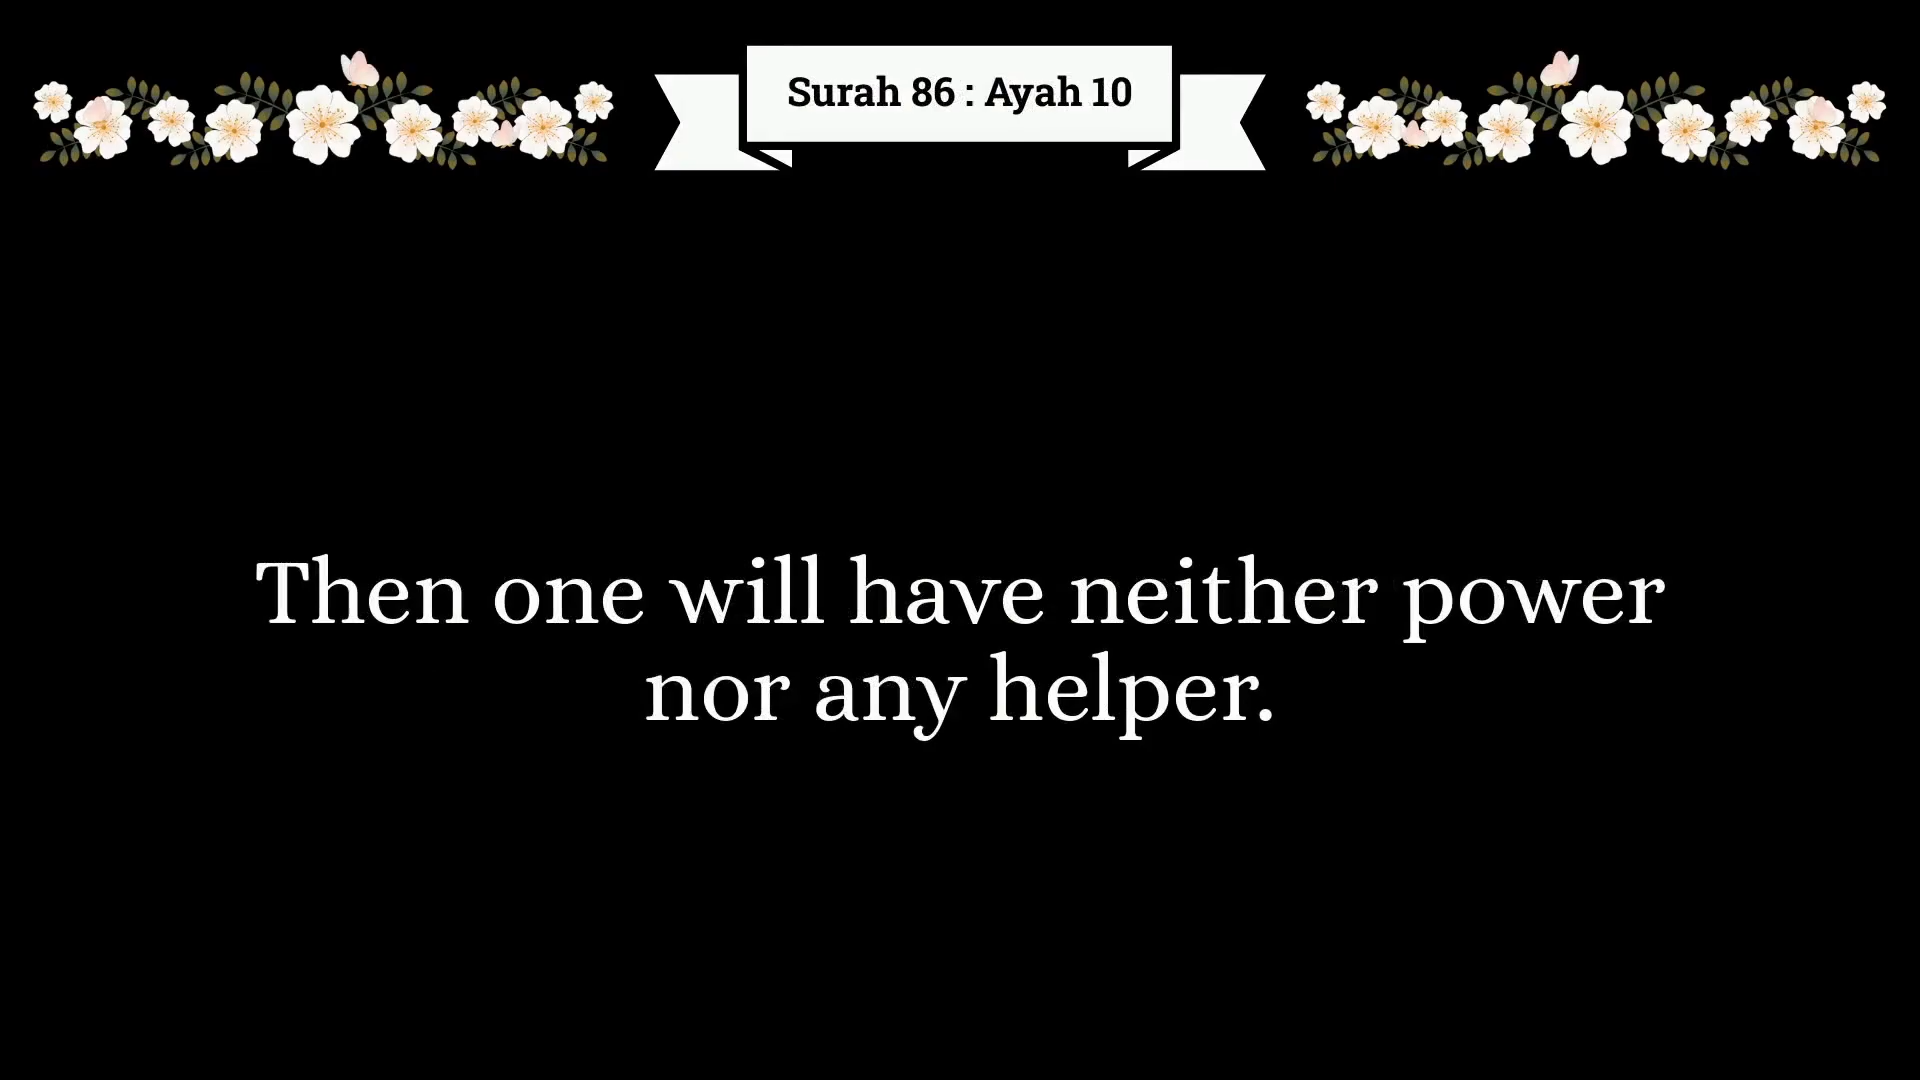 Surah 86 : Ayah 10
Then one will have neither power
nor any helper.